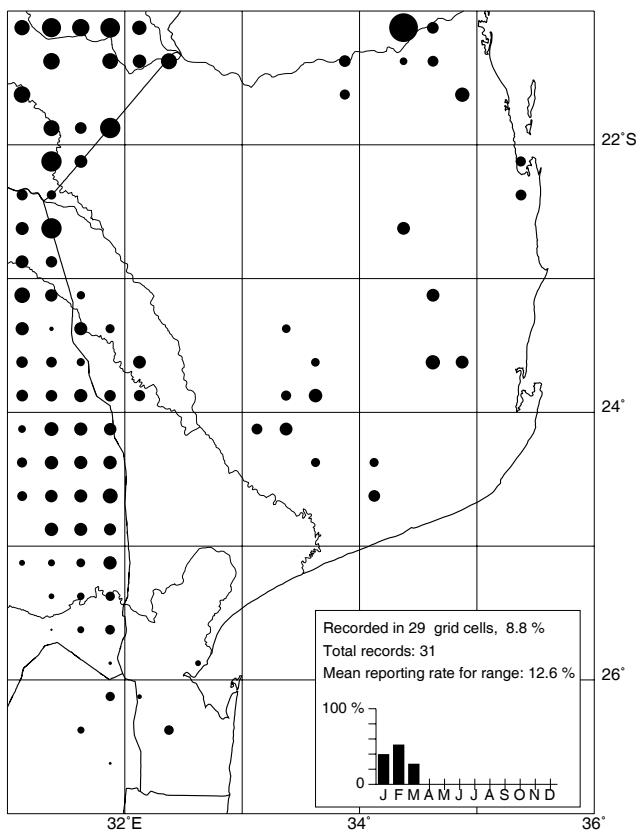 22°S
24°
Recorded in 29 grid cells, 8.8 %
Total records: 31
Mean reporting rate for range: 12.6 %
26°
100 %
0
J F M A M J J A S O N D
32°E 34° 36°